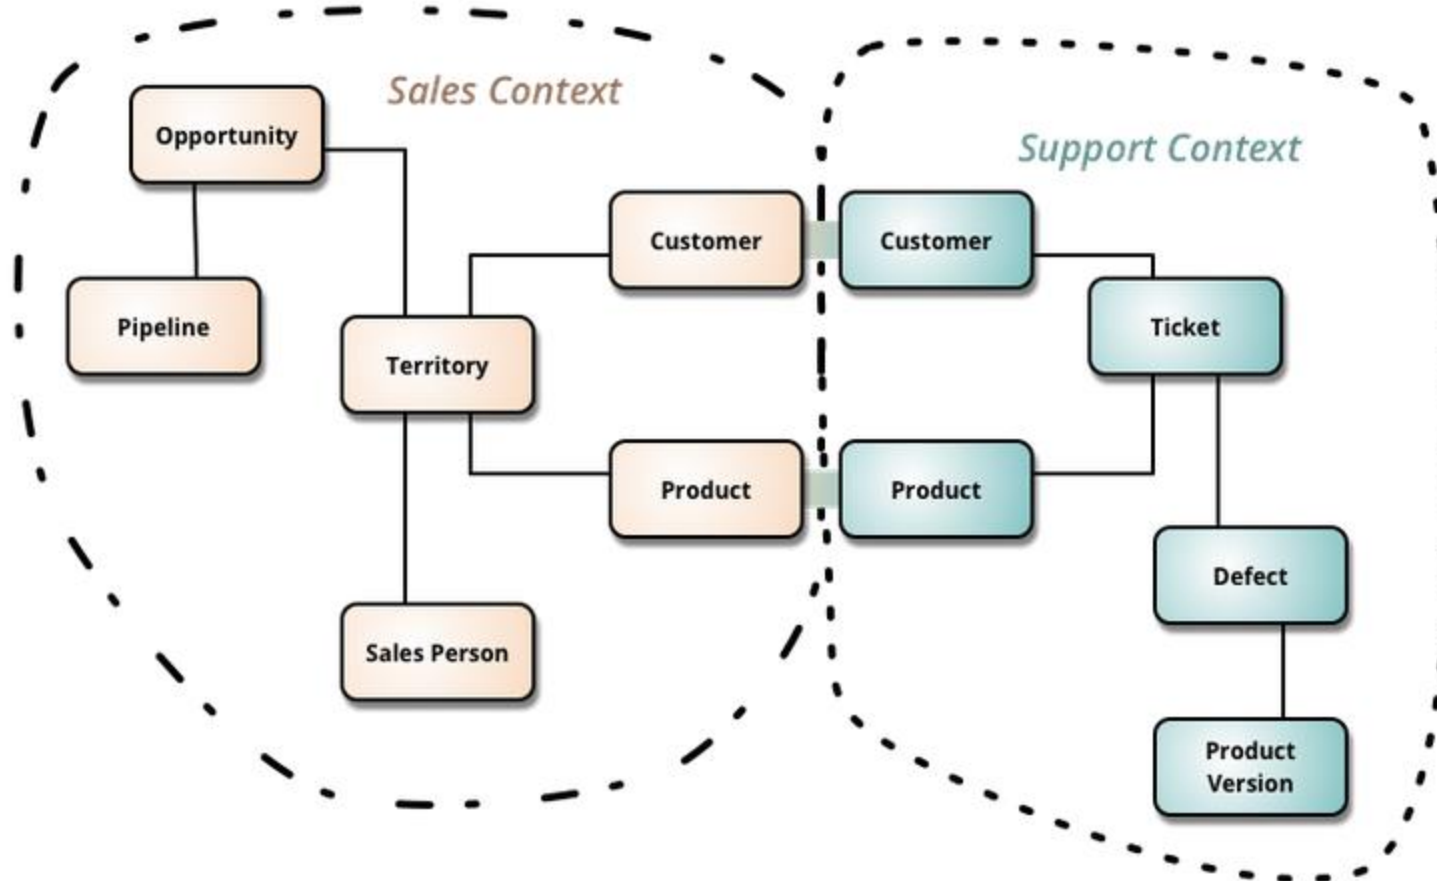 Sales Context
Support Context
Opportunity
Customer
Customer
Pipeline
Ticket
Territory
Product
Product
Defect
Sales Person
Product
Version